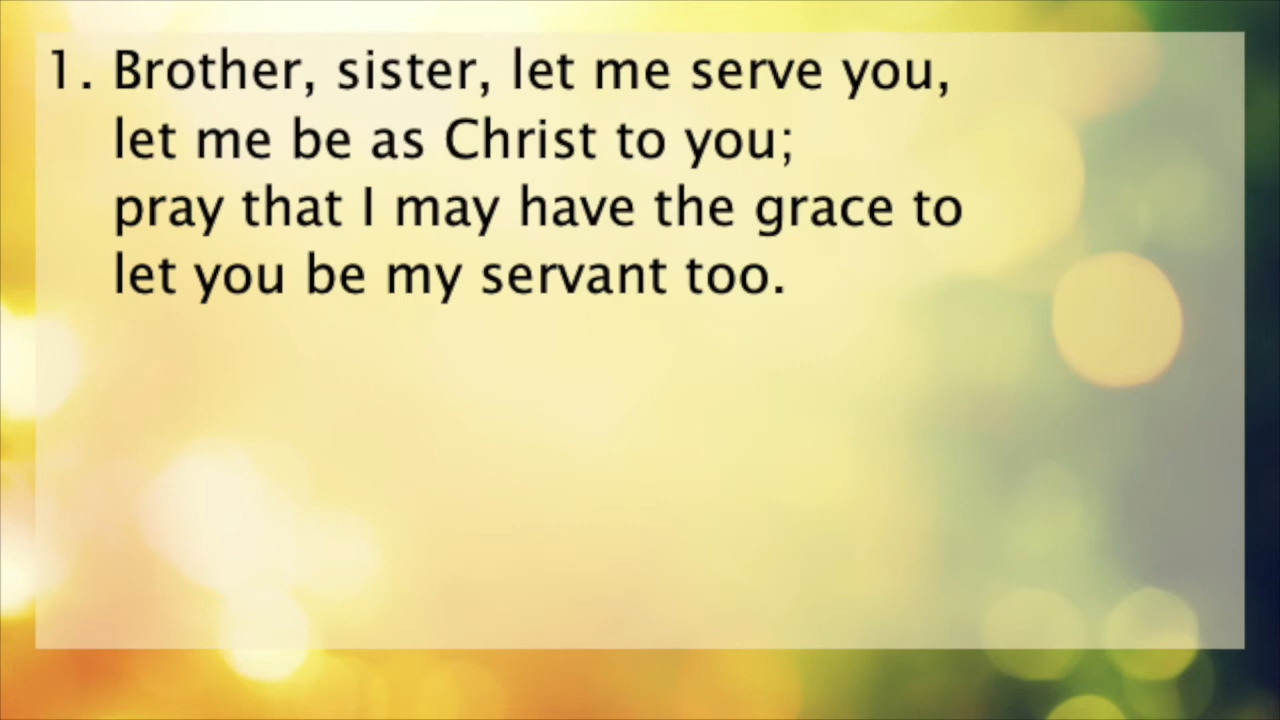 1. Brother, sister, let me serve you,
let me be as Christ to you;
pray that I may have the grace to
let you be my servant too.